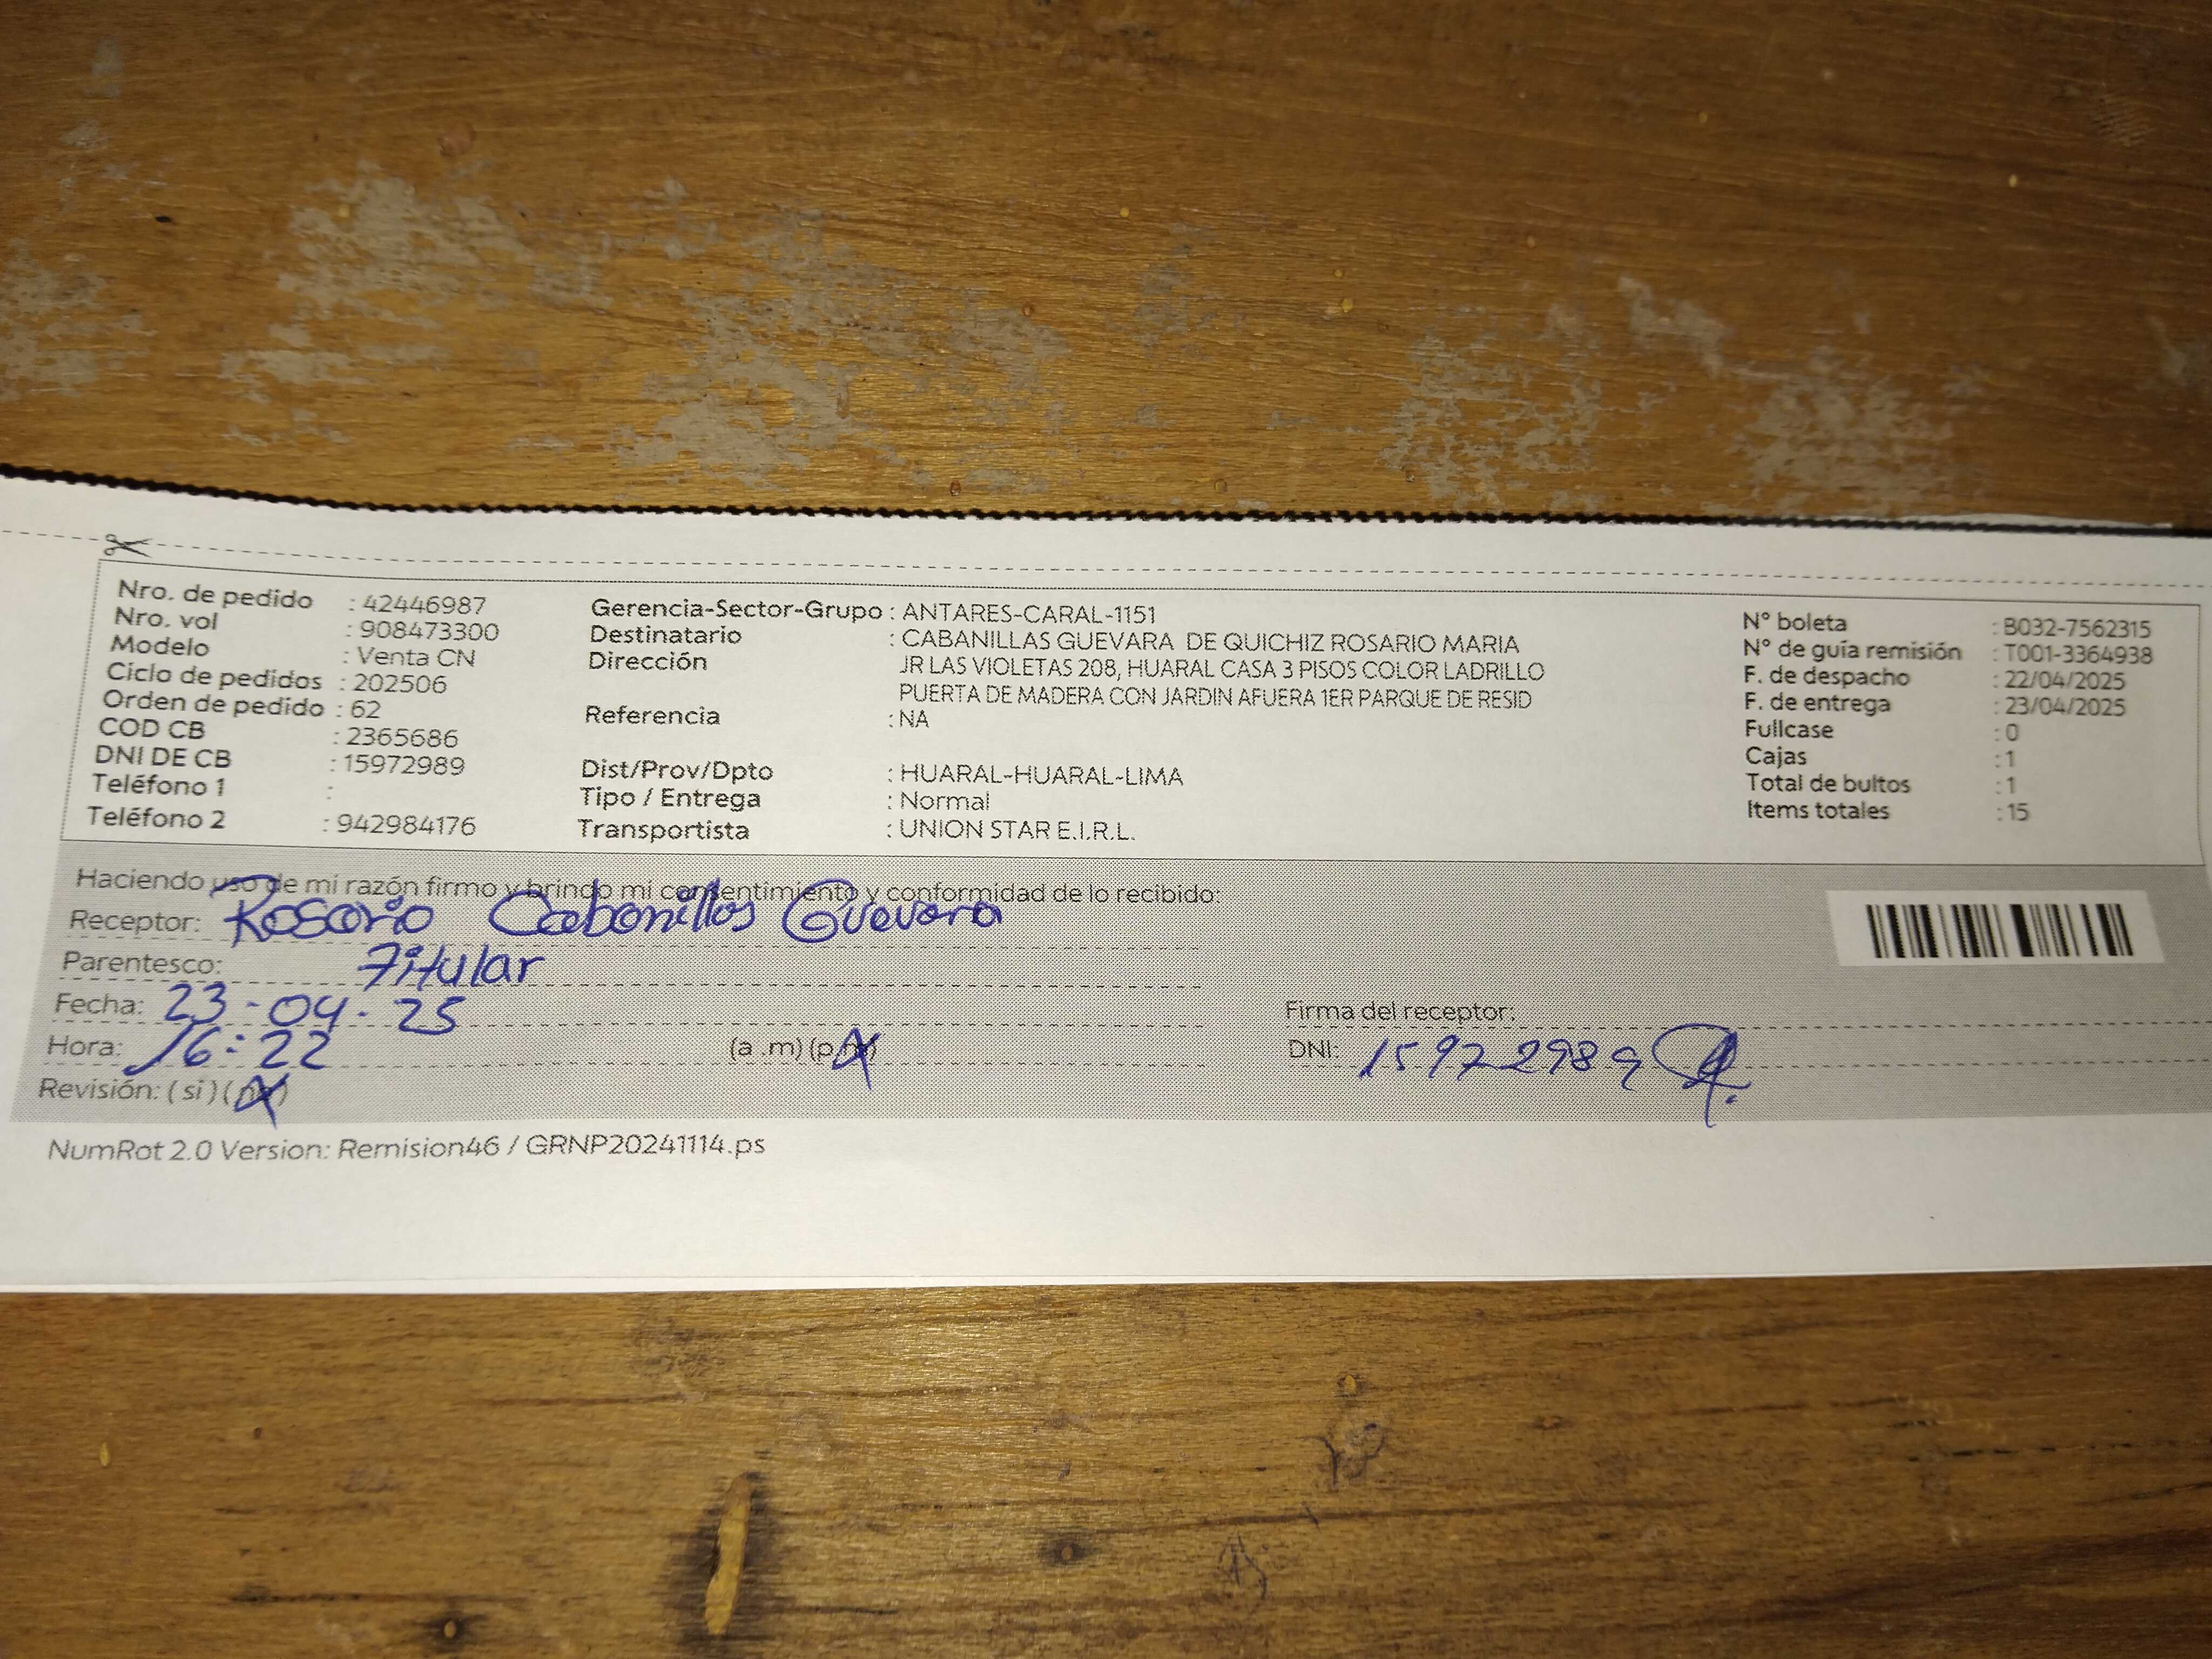 Nro. de pedido : 42446987
Nro. vol : 908473300
Modelo : Venta CN
Ciclo de pedidos : 202506
Orden de pedido : 62
COD CB : 2365686
DNI DE CB : 15972989
Teléfono 1 :
Teléfono 2 : 942984176
Gerencia-Sector-Grupo : ANTARES-CARAL-1151
Destinatario : CABANILLAS GUEVARA DE QUICHIZ ROSARIO MARIA
Dirección JR LAS VIOLETAS 208, HUARAL CASA 3 PISOS COLOR LADRILLO
PUERTA DE MADERA CON JARDIN AFUERA 1ER PARQUE DE RESID
Referencia : NA
Dist/Prov/Dpto : HUARAL-HUARAL-LIMA
Tipo / Entrega : Normal
Transportista : UNION STAR E.I.R.L.
N° boleta : B032-7562315
N° de guía remisión : T001-3364938
F. de despacho : 22/04/2025
F. de entrega : 23/04/2025
Fullcase : 0
Cajas : 1
Total de bultos : 1
Items totales : 15
Haciendo uso de mi razón firmo y brindo mi consentimiento y conformidad de lo recibido:
Receptor: Rosario Cabanillas Guevara
Parentesco: Titular
Fecha: 23-04-25
Hora: 16:22 (a .m) (p.m)
Revisión: ( si ) ( no )
Firma del receptor:
DNI: 15972989
NumRot 2.0 Version: Remision46 / GRNP20241114.ps